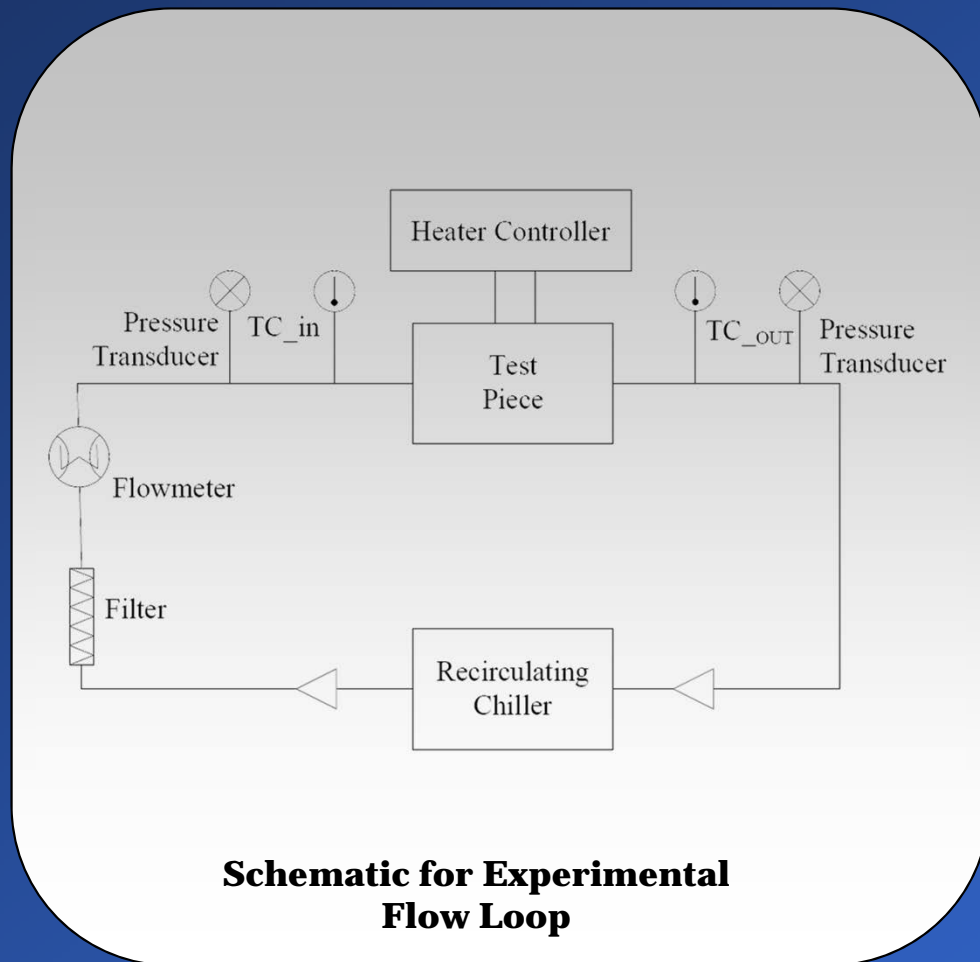 Heater Controller
Pressure
Transducer
TC_in
Test
Piece
TC_OUT
Pressure
Transducer
Flowmeter
Filter
Recirculating
Chiller
Schematic for Experimental
Flow Loop